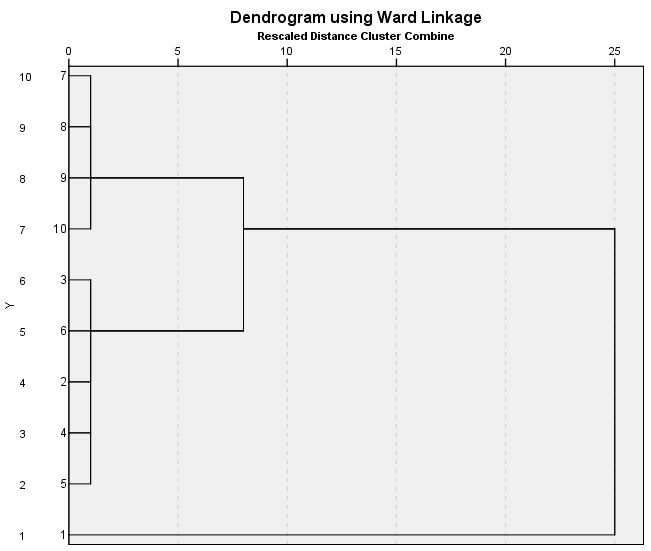 Dendrogram using Ward Linkage
Rescaled Distance Cluster Combine
0 5 10 15 20 25
10 7
9 8
8 9
7 10
6 3
Y
5 6
4 2
3 4
2 5
1 1